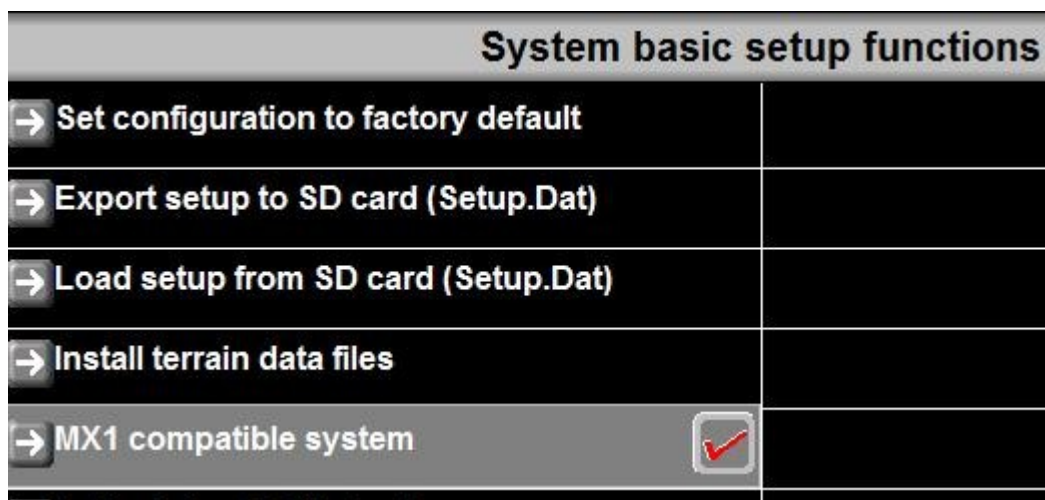 System basic setup functions
Set configuration to factory default
Export setup to SD card (Setup.Dat)
Load setup from SD card (Setup.Dat)
Install terrain data files
MX1 compatible system